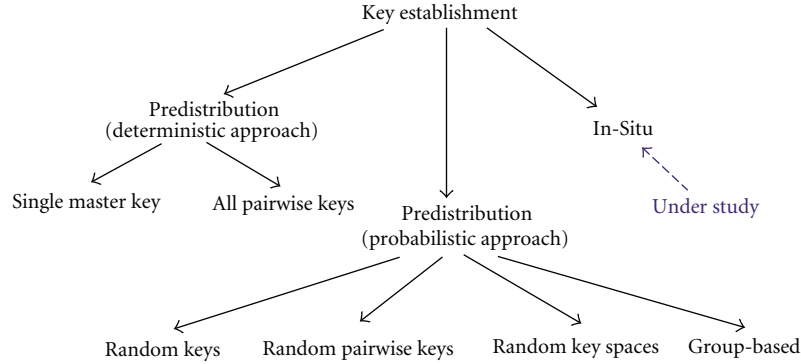 Key establishment
Predistribution
(deterministic approach)
In-Situ
Single master key
All pairwise keys
Under study
Predistribution
(probabilistic approach)
Random keys
Random pairwise keys
Random key spaces
Group-based